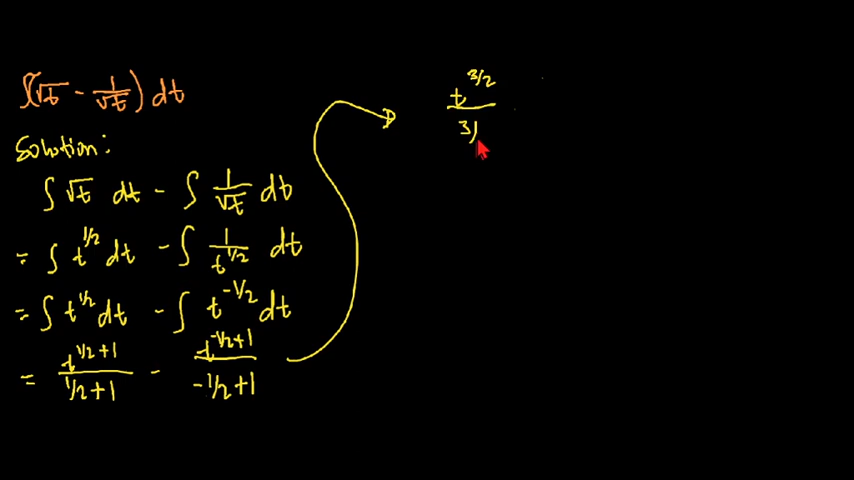 ∫(√t - 1/√t) dt
Solution:
∫ √t dt - ∫ 1/√t dt
= ∫ t^1/2 dt - ∫ 1/t^1/2 dt
= ∫ t^1/2 dt - ∫ t^-1/2 dt
= t^1/2+1 / 1/2+1 - t^-1/2+1 / -1/2+1
t^3/2
3/